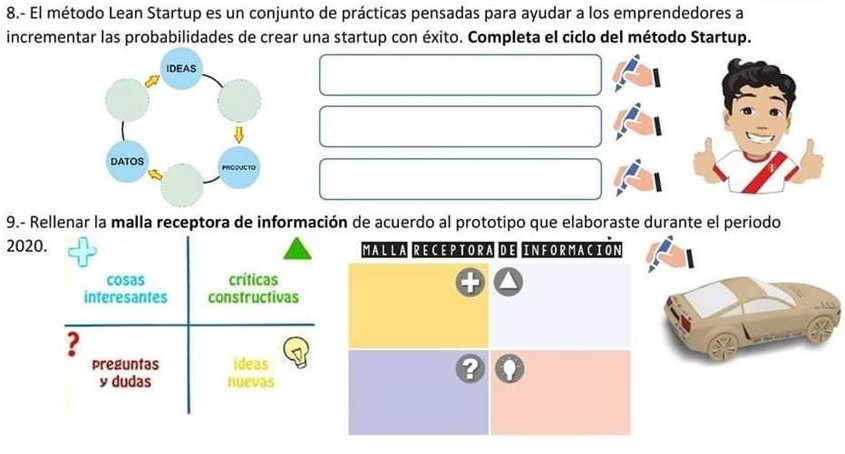 8.- El método Lean Startup es un conjunto de prácticas pensadas para ayudar a los emprendedores a
incrementar las probabilidades de crear una startup con éxito. Completa el ciclo del método Startup.
IDEAS
DATOS
PRODUCTO
9.- Rellenar la malla receptora de información de acuerdo al prototipo que elaboraste durante el periodo
2020.
MALLA RECEPTORA DE INFORMACIÓN
cosas
interesantes
críticas
constructivas
?
preguntas
y dudas
ideas
nuevas
?